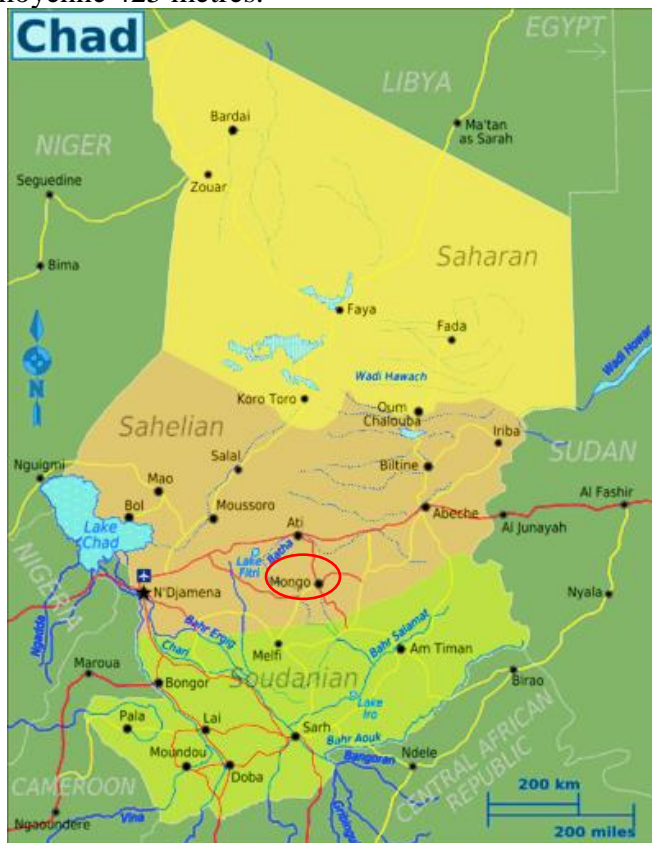 moyenne 425 mètres.
Chad
EGYPT
LIBYA
NIGER
Bardai
Ma'tan
as Sarah
Zouar
Seguedine
Bima
Saharan
Faya
Fada
Wadi Howar
Wadi Hawach
N
Koro Toro
Oum
Chalouba
Sahelian
Iriba
SUDAN
Salal
Nguigmi
Mao
Biltine
Al Fashir
Bol
Moussoro
Abeche
Lake
Chad
Ati
Al Junayah
Batha
Lake
Fitri
NIGERIA
N'Djamena
Mongo
Nyala
Ngadda
Bahr Ergig
Bahr Salamat
Chari
Melfi
Am Timan
Maroua
Soudanian
Birao
Bongor
Lake
Iro
Pala
Lai
Sarh
Bahr Aouk
Moundou
Bangoran
Ndele
CENTRAL AFRICAN
REPUBLIC
Doba
CAMEROON
200 km
Vina
Ngaoundere
200 miles